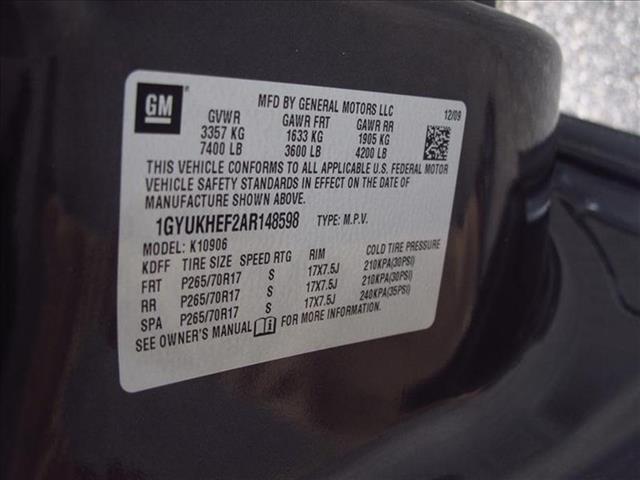 GM
MFD BY GENERAL MOTORS LLC
12/09
GVWR GAWR FRT GAWR RR
3357 KG 1633 KG 1905 KG
7400 LB 3600 LB 4200 LB
THIS VEHICLE CONFORMS TO ALL APPLICABLE U.S. FEDERAL MOTOR
VEHICLE SAFETY STANDARDS IN EFFECT ON THE DATE OF
MANUFACTURE SHOWN ABOVE.
1GYUKHEF2AR148598 TYPE: M.P.V.
MODEL: K10906
KDFF TIRE SIZE SPEED RTG RIM COLD TIRE PRESSURE
FRT P265/70R17 S 17X7.5J 210KPA(30PSI)
RR P265/70R17 S 17X7.5J 210KPA(30PSI)
SPA P265/70R17 S 17X7.5J 240KPA(35PSI)
SEE OWNER'S MANUAL FOR MORE INFORMATION.